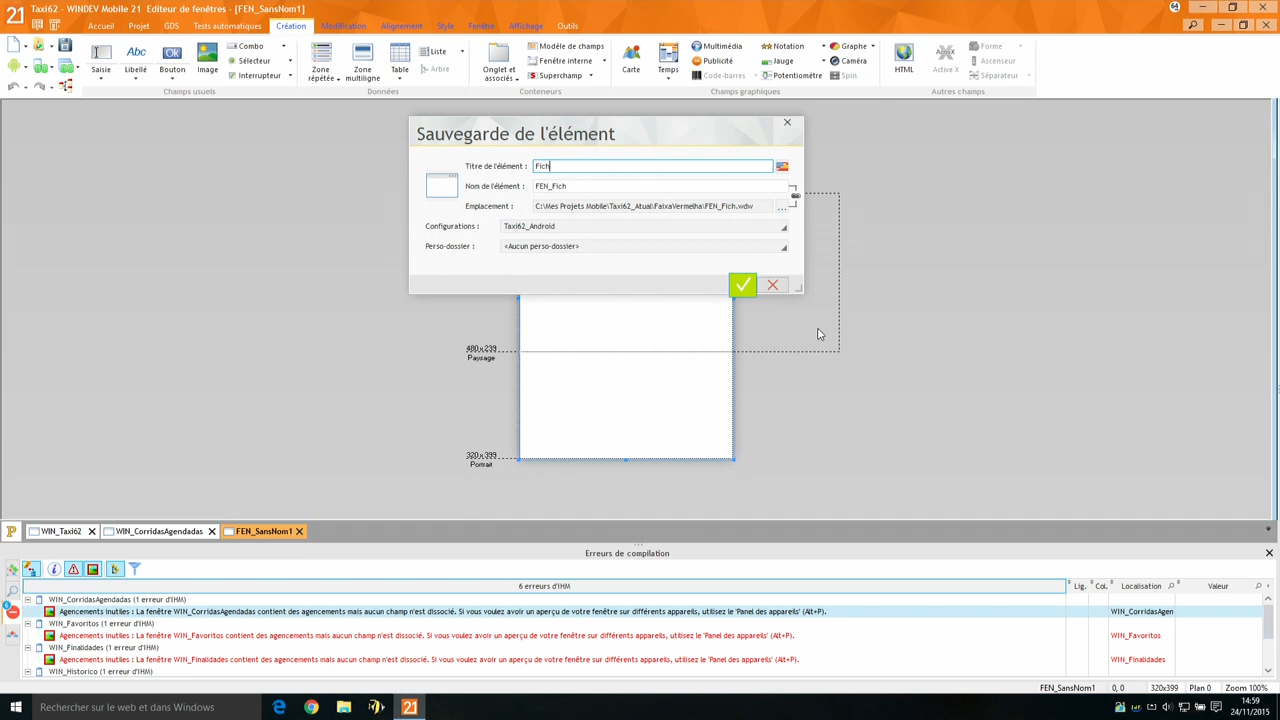 21 Taxi62 - WINDEV Mobile 21 Editeur de fenêtres - [FEN_SansNom1] 64
Accueil Projet GDS Tests automatiques Création Modification Alignement Style Fenêtre Affichage Outils
Saisie Abc Libellé Ok Bouton Image
Combo
Sélecteur
Interrupteur
Champs usuels
Zone répétée Zone multiligne Table
Liste
Arbre
Données
Onglet et associés
Modèle de champs
Fenêtre interne
Superchamp
Conteneurs
Carte Temps
Multimédia Notation Graphe
Publicité Jauge Caméra
Code-barres Potentiomètre Spin
Champs graphiques
HTML Active X
Forme
Ascenseur
Séparateur
Autres champs
Sauvegarde de l'élément
Titre de l'élément : Fich
Nom de l'élément : FEN_Fich
Emplacement : C:\Mes Projets Mobile\Taxi62_Atual\FaixaVermelha\FEN_Fich.wdw ...
Configurations : Taxi62_Android
Perso-dossier : <Aucun perso-dossier>
480 x 239
Paysage
320 x 399
Portrait
WIN_Taxi62 WIN_CorridasAgendadas FEN_SansNom1
Erreurs de compilation
6 erreurs d'IHM Lig. Col. Localisation Valeur
WIN_CorridasAgendadas (1 erreur d'IHM)
Agencements inutiles : La fenêtre WIN_CorridasAgendadas contient des agencements mais aucun champ n'est dissocié. Si vous voulez avoir un aperçu de votre fenêtre sur différents appareils, utilisez le 'Panel des appareils' (Alt+P). WIN_CorridasAgen
WIN_Favoritos (1 erreur d'IHM)
Agencements inutiles : La fenêtre WIN_Favoritos contient des agencements mais aucun champ n'est dissocié. Si vous voulez avoir un aperçu de votre fenêtre sur différents appareils, utilisez le 'Panel des appareils' (Alt+P). WIN_Favoritos
WIN_Finalidades (1 erreur d'IHM)
Agencements inutiles : La fenêtre WIN_Finalidades contient des agencements mais aucun champ n'est dissocié. Si vous voulez avoir un aperçu de votre fenêtre sur différents appareils, utilisez le 'Panel des appareils' (Alt+P). WIN_Finalidades
WIN_Historico (1 erreur d'IHM)
FEN_SansNom1 0, 0 320x399 Plan 0 Zoom 100%
Rechercher sur le web et dans Windows 21 14:59
24/11/2015